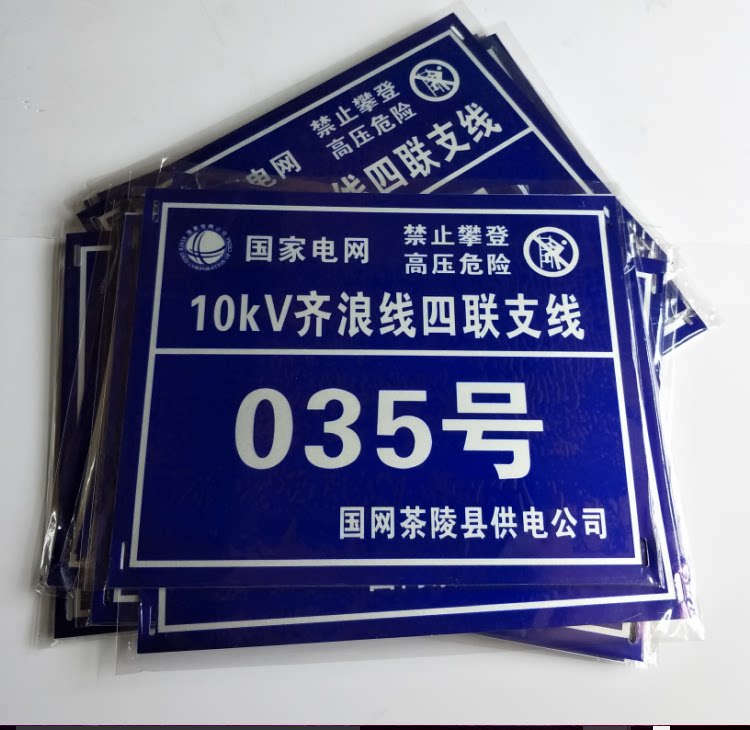 禁止攀登
高压危险
电网
线四联支线
国家电网
禁止攀登
高压危险
10kV齐浪线四联支线
035号
国网茶陵县供电公司